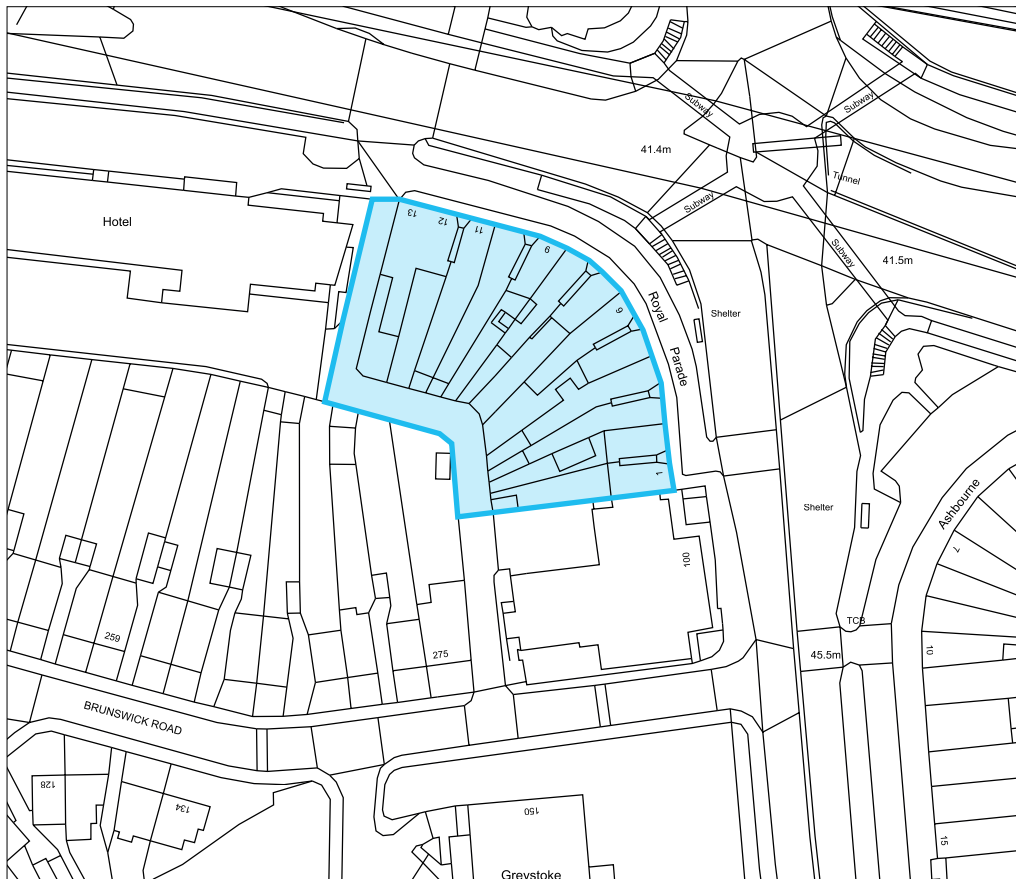 Subway
Subway
41.4m
Tunnel
Subway
Hotel
13
12
11
9
Subway
41.5m
Royal
Parade
6
Shelter
1
Shelter
Ashbourne
7
100
TCB
259
275
45.5m
10
BRUNSWICK ROAD
128
134
150
15
Greystoke